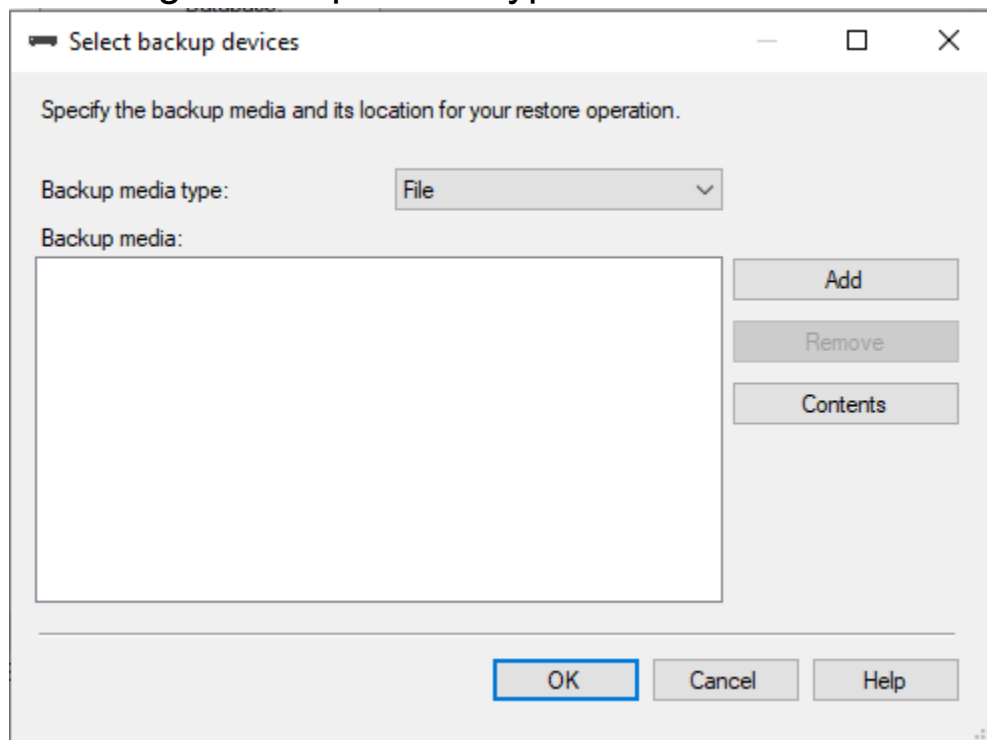 Select backup devices
Specify the backup media and its location for your restore operation.
Backup media type:
File
Backup media:
Add
Remove
Contents
OK
Cancel
Help